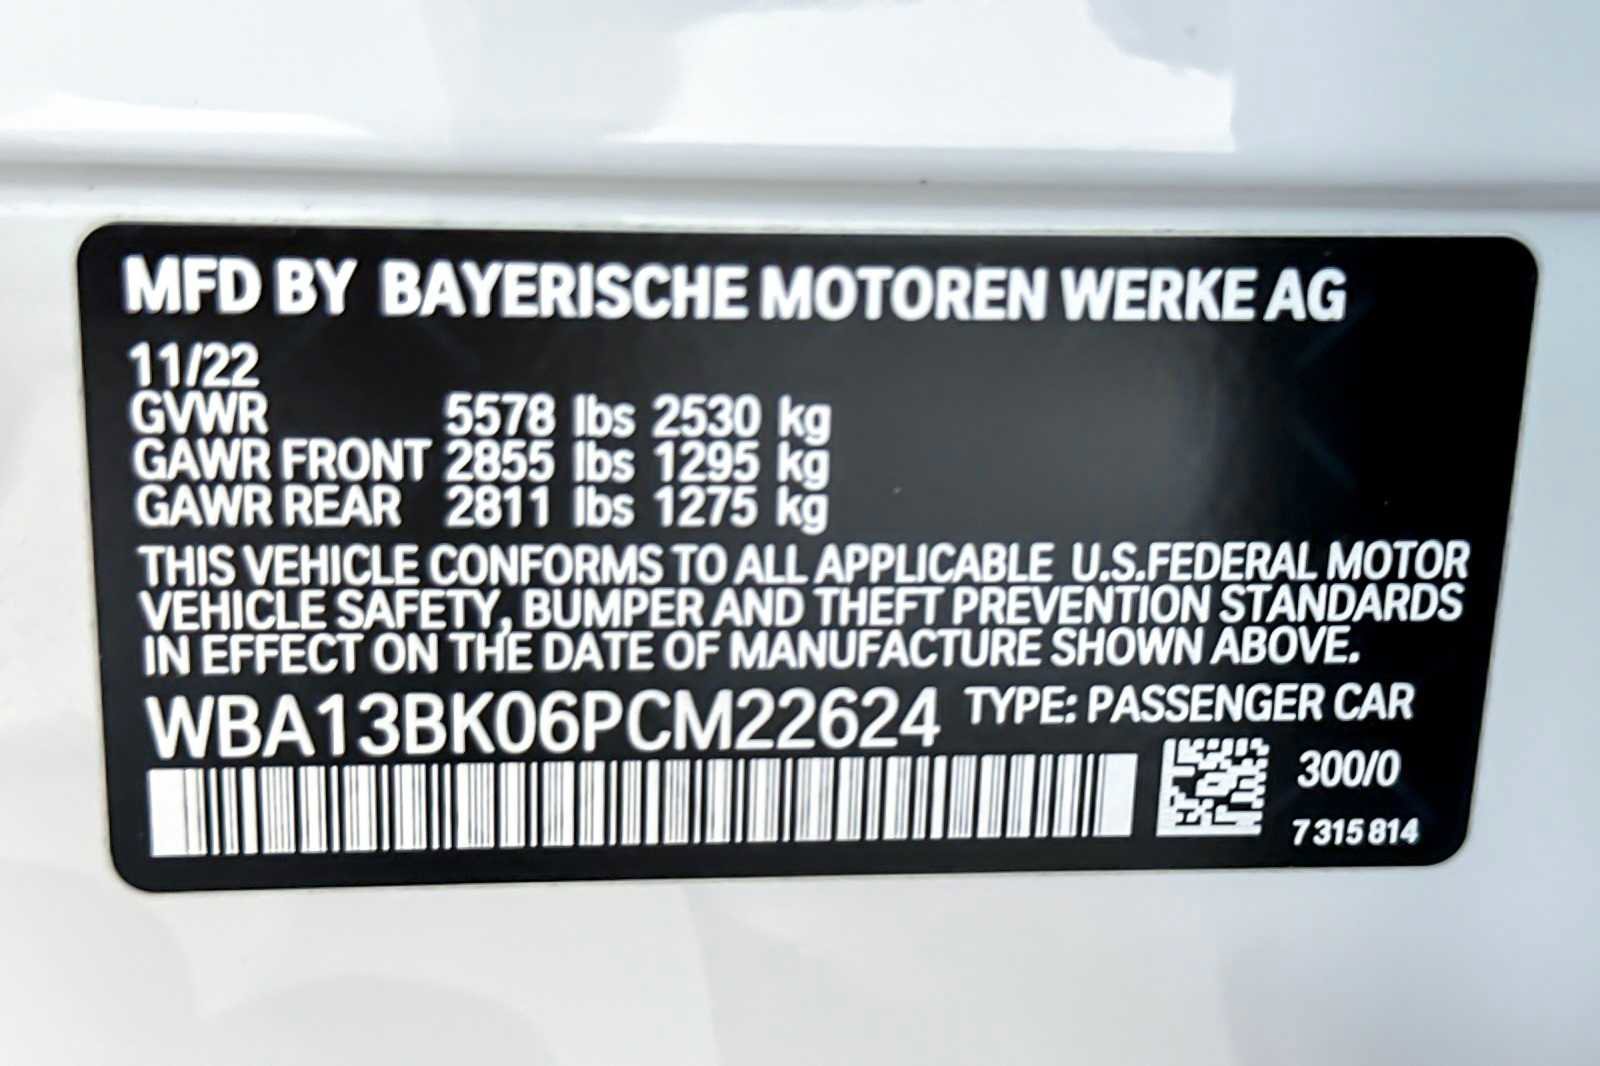 MFD BY BAYERISCHE MOTOREN WERKE AG
11/22
GVWR 5578 lbs 2530 kg
GAWR FRONT 2855 lbs 1295 kg
GAWR REAR 2811 lbs 1275 kg
THIS VEHICLE CONFORMS TO ALL APPLICABLE U.S.FEDERAL MOTOR
VEHICLE SAFETY, BUMPER AND THEFT PREVENTION STANDARDS
IN EFFECT ON THE DATE OF MANUFACTURE SHOWN ABOVE.
WBA13BK06PCM22624 TYPE: PASSENGER CAR
300/0
7 315 814